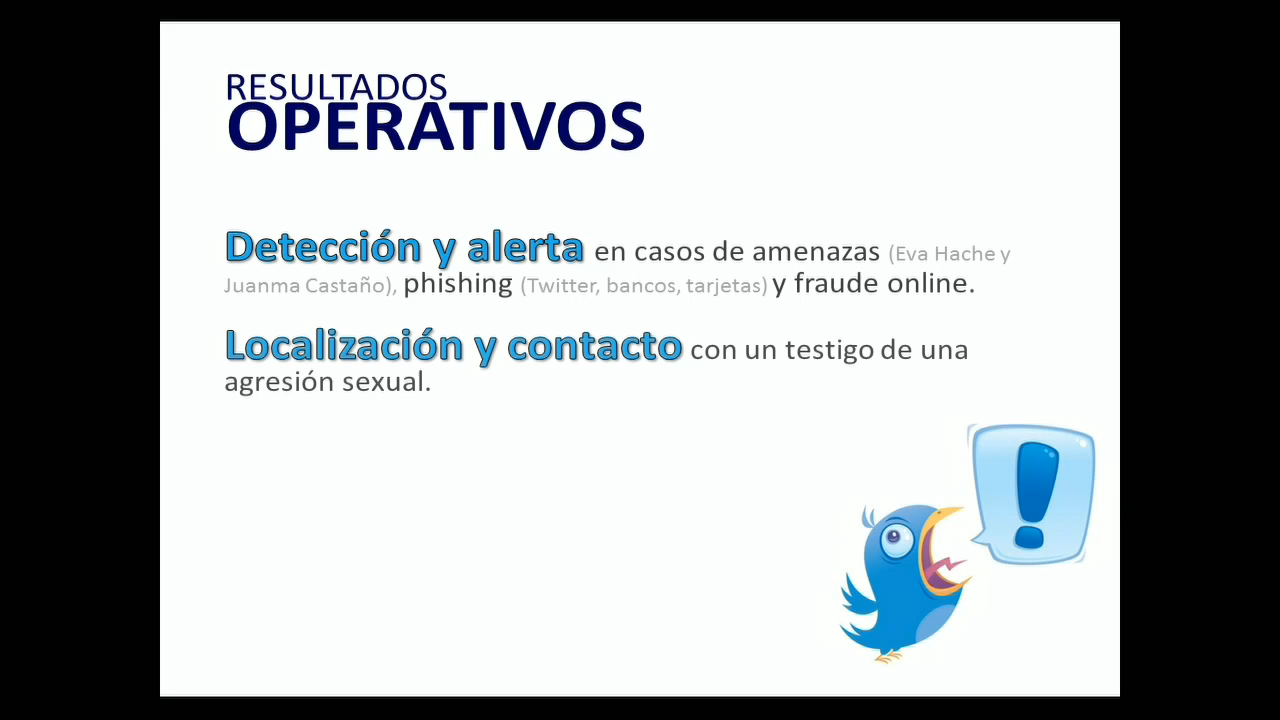 RESULTADOS
OPERATIVOS
Detección y alerta en casos de amenazas (Eva Hache y
Juanma Castaño), phishing (Twitter, bancos, tarjetas) y fraude online.
Localización y contacto con un testigo de una
agresión sexual.
!